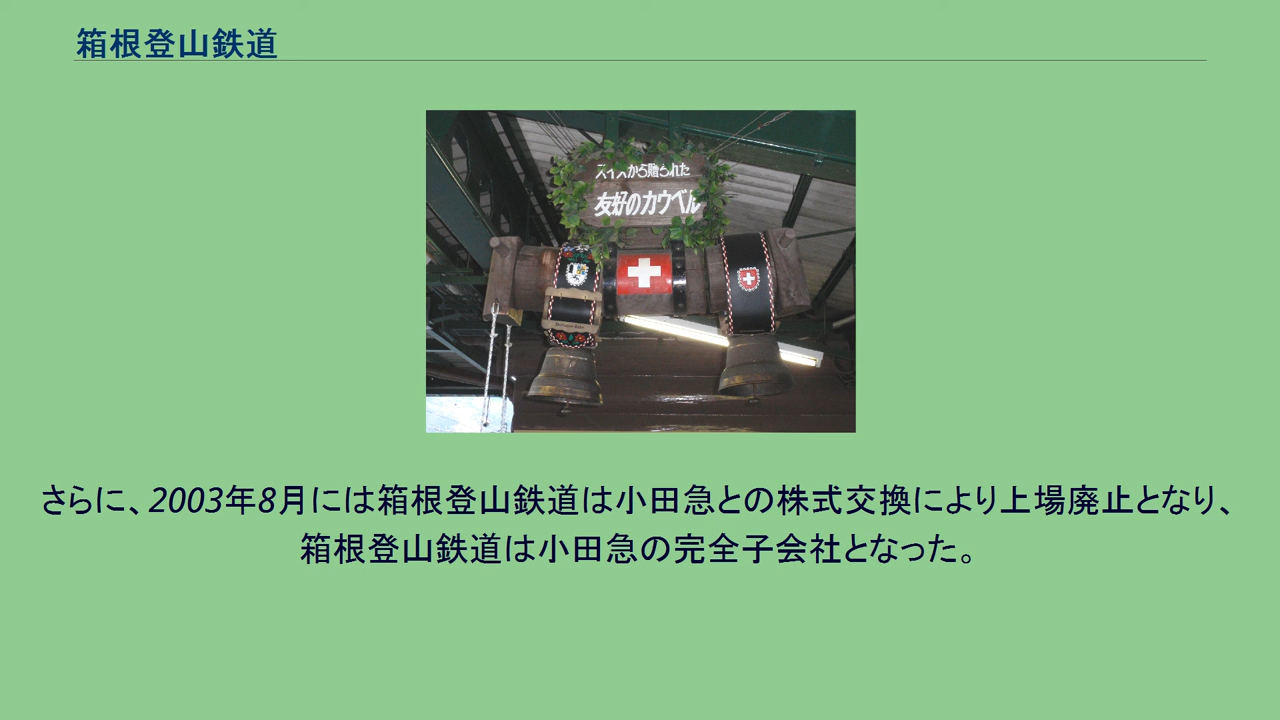 箱根登山鉄道
スイスから贈られた
友好のカウベル
さらに、2003年8月には箱根登山鉄道は小田急との株式交換により上場廃止となり、
箱根登山鉄道は小田急の完全子会社となった。